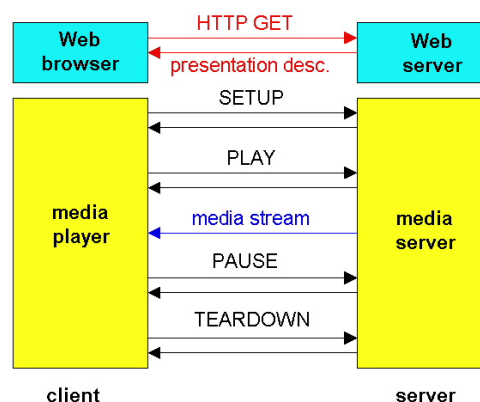 HTTP GET
Web
browser
Web
server
presentation desc.
SETUP
PLAY
media
player
media stream
media
server
PAUSE
TEARDOWN
client
server